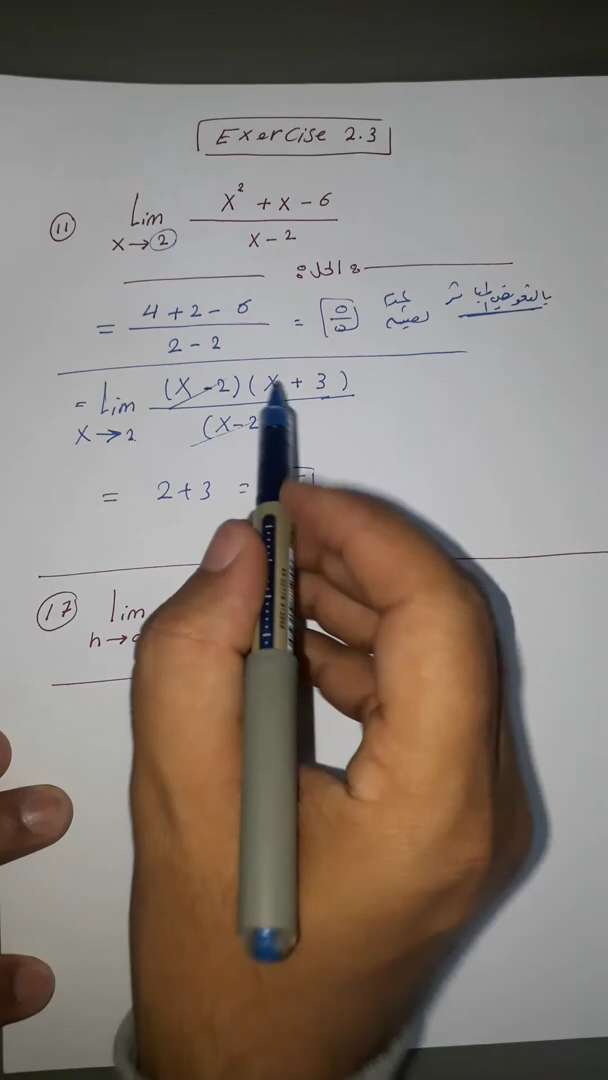 Exercise 2.3
11 Lim x→2 x² + x - 6 / x - 2
الحل:
= 4 + 2 - 6 / 2 - 2 = 0/0 بالتعويض المباشر
= Lim x→2 (x - 2)(x + 3) / (x - 2
= 2 + 3 =
17 lim h→